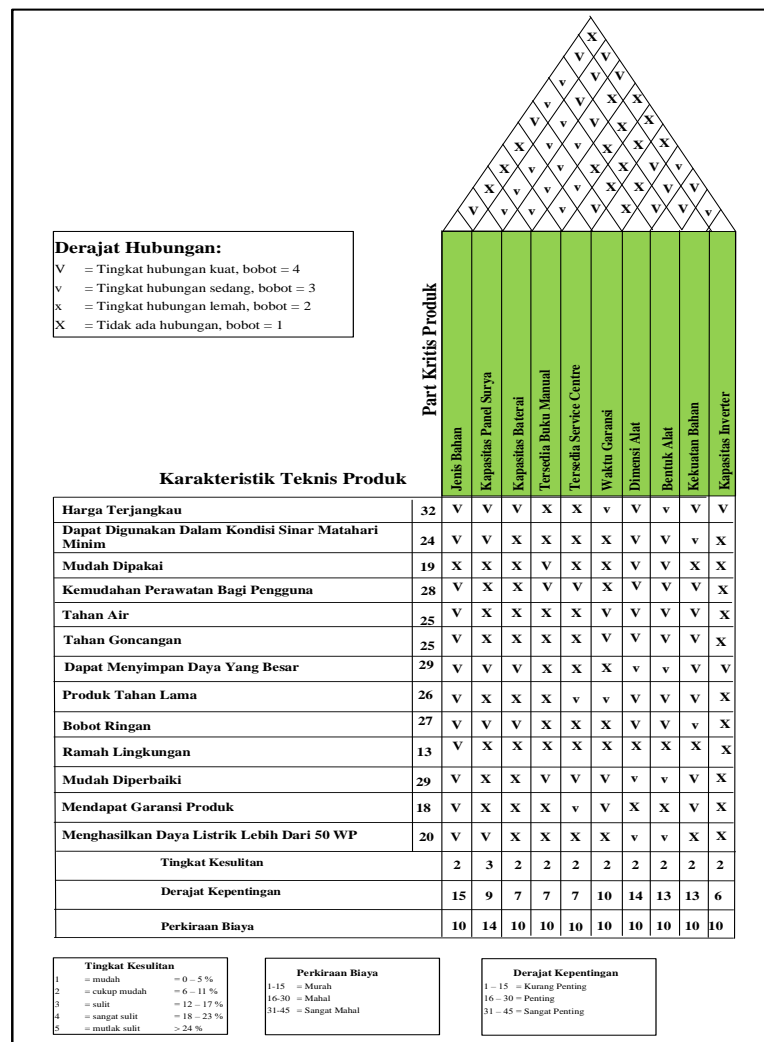 X
V V
v V V
v V X X
V v V X X
X v v X X X
X v v X X V v
X v v v X X V V
V v v v V X V V v
Derajat Hubungan:
V = Tingkat hubungan kuat, bobot = 4
v = Tingkat hubungan sedang, bobot = 3
x = Tingkat hubungan lemah, bobot = 2
X = Tidak ada hubungan, bobot = 1
Part Kritis Produk
Jenis Bahan
Kapasitas Panel Surya
Kapasitas Baterai
Tersedia Buku Manual
Tersedia Service Centre
Waktu Garansi
Dimensi Alat
Bentuk Alat
Kekuatan Bahan
Kapasitas Inverter
Karakteristik Teknis Produk
Harga Terjangkau 32 V V V X X v V v V V
Dapat Digunakan Dalam Kondisi Sinar Matahari
Minim 24 V V X X X X V V v X
Mudah Dipakai 19 X X X V X X V V X X
Kemudahan Perawatan Bagi Pengguna 28 V X X V V X V V V X
Tahan Air 25 V X X X X V V V V X
Tahan Goncangan 25 V X X X X V V V V X
Dapat Menyimpan Daya Yang Besar 29 V V V X X X v v V V
Produk Tahan Lama 26 V X X X v v V V V X
Bobot Ringan 27 V V V X X X V V v X
Ramah Lingkungan 13 V X X X X X X X X X
Mudah Diperbaiki 29 V X X V V V v v V X
Mendapat Garansi Produk 18 V X X X v V X X V X
Menghasilkan Daya Listrik Lebih Dari 50 WP 20 V V X X X X v v X X
Tingkat Kesulitan 2 3 2 2 2 2 2 2 2 2
Derajat Kepentingan 15 9 7 7 7 10 14 13 13 6
Perkiraan Biaya 10 14 10 10 10 10 10 10 10 10
Tingkat Kesulitan
1 = mudah = 0 – 5 %
2 = cukup mudah = 6 – 11 %
3 = sulit = 12 – 17 %
4 = sangat sulit = 18 – 23 %
5 = mutlak sulit > 24 %
Perkiraan Biaya
1-15 = Murah
16-30 = Mahal
31-45 = Sangat Mahal
Derajat Kepentingan
1 – 15 = Kurang Penting
16 – 30 = Penting
31 – 45 = Sangat Penting